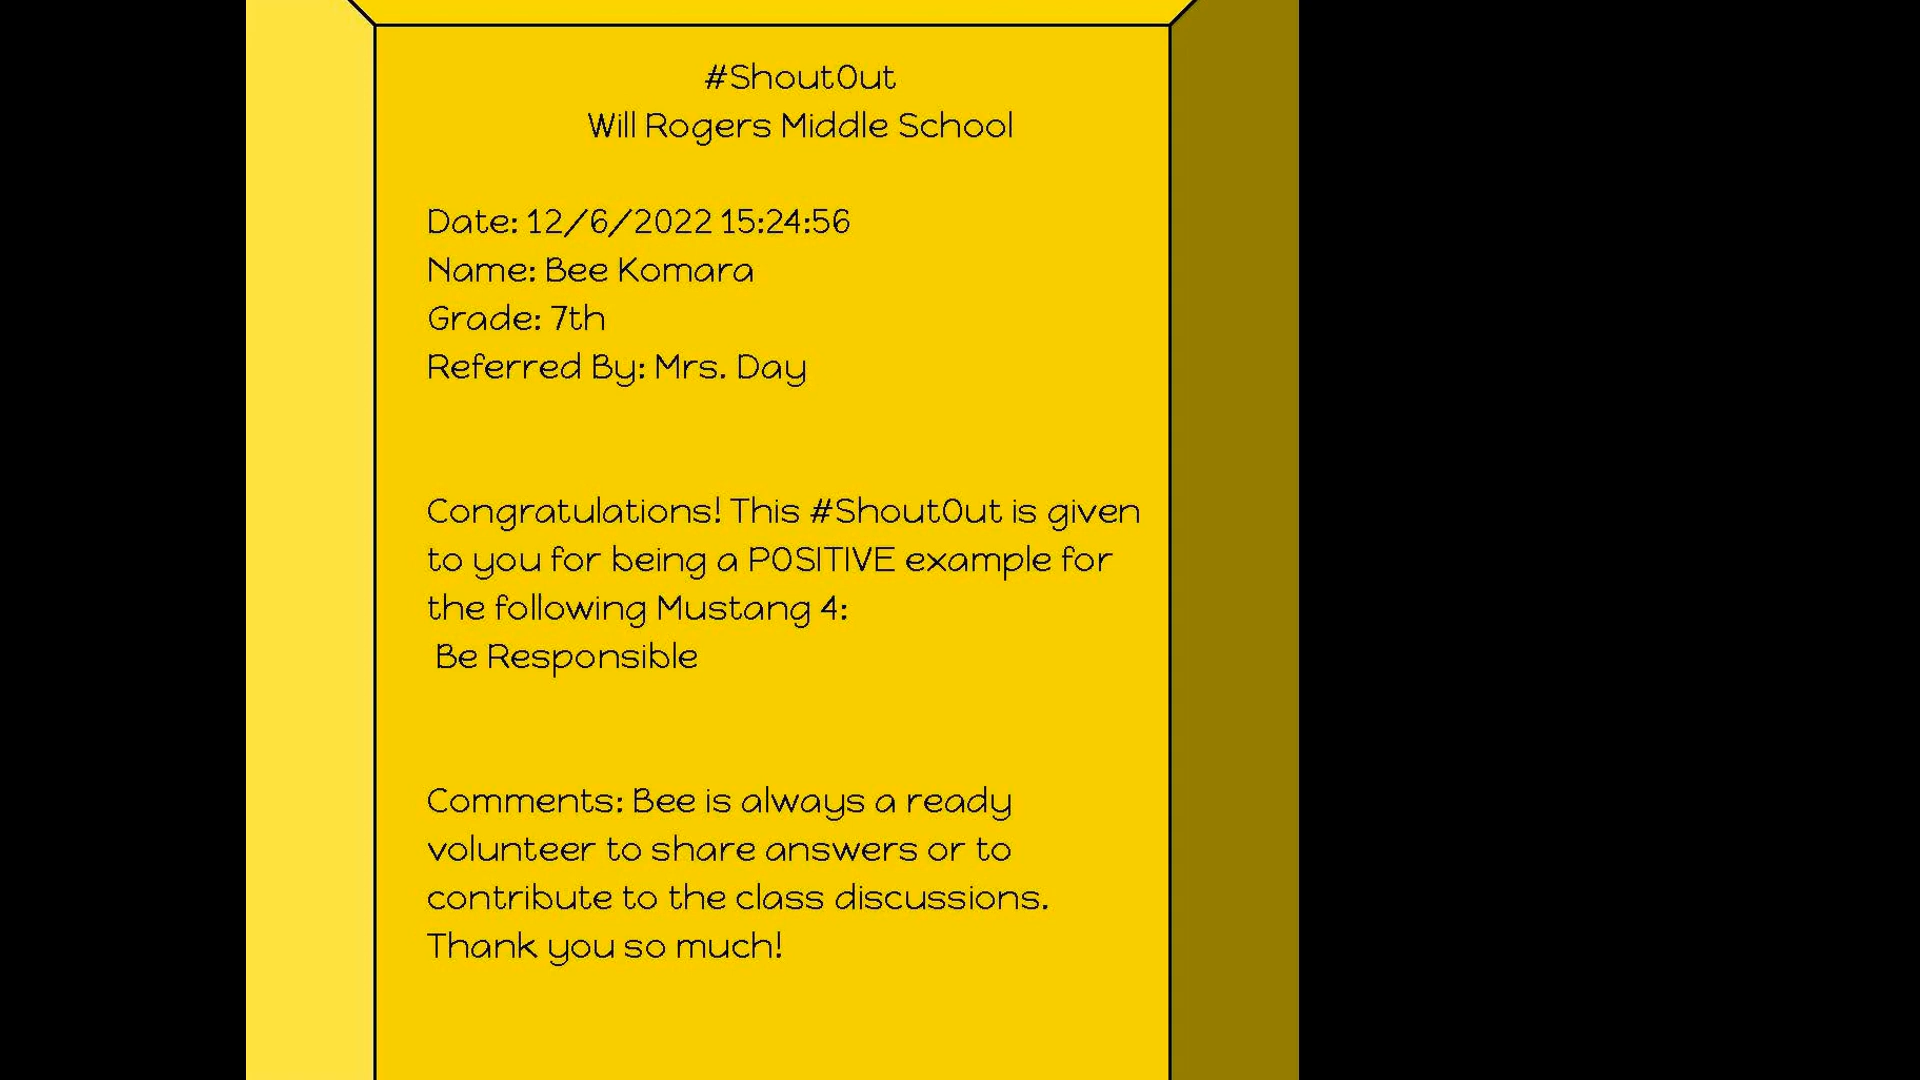 #ShoutOut
Will Rogers Middle School
Date: 12/6/2022 15:24:56
Name: Bee Komara
Grade: 7th
Referred By: Mrs. Day
Congratulations! This #ShoutOut is given
to you for being a POSITIVE example for
the following Mustang 4:
Be Responsible
Comments: Bee is always a ready
volunteer to share answers or to
contribute to the class discussions.
Thank you so much!